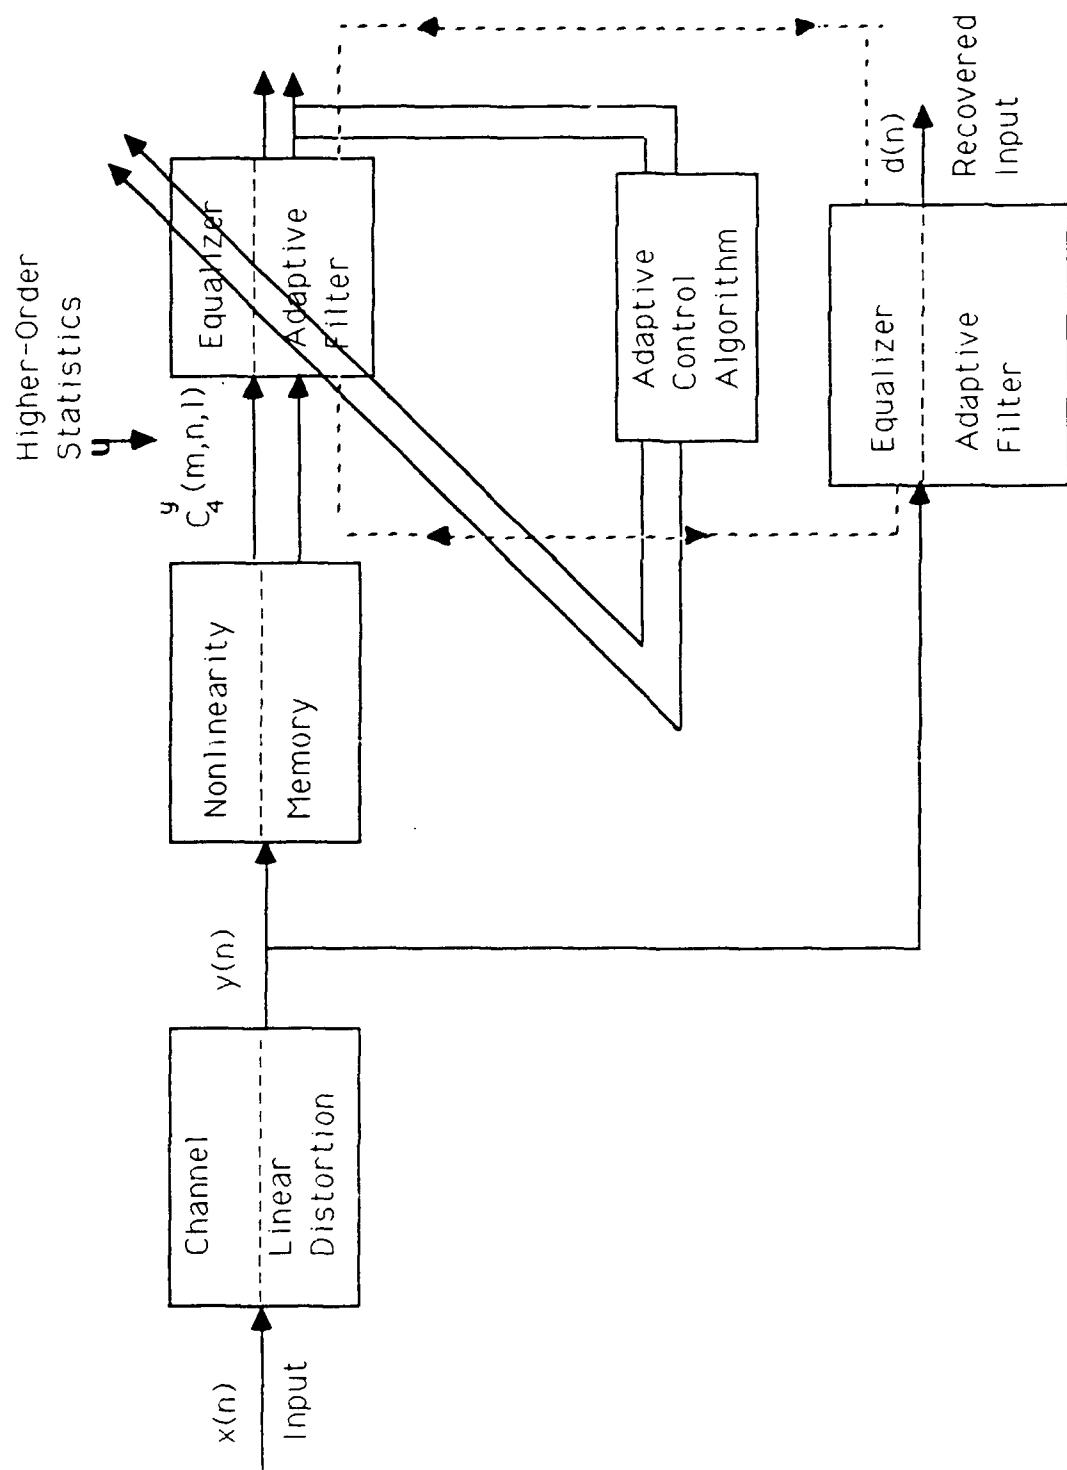 x(n)
Input
Channel
Linear
Distortion
y(n)
Nonlinearity
Memory
Higher-Order
Statistics
y
C4 (m,n,l)
Equalizer
Adaptive
Filter
Adaptive
Control
Algorithm
Equalizer
Adaptive
Filter
d(n)
Recovered
Input